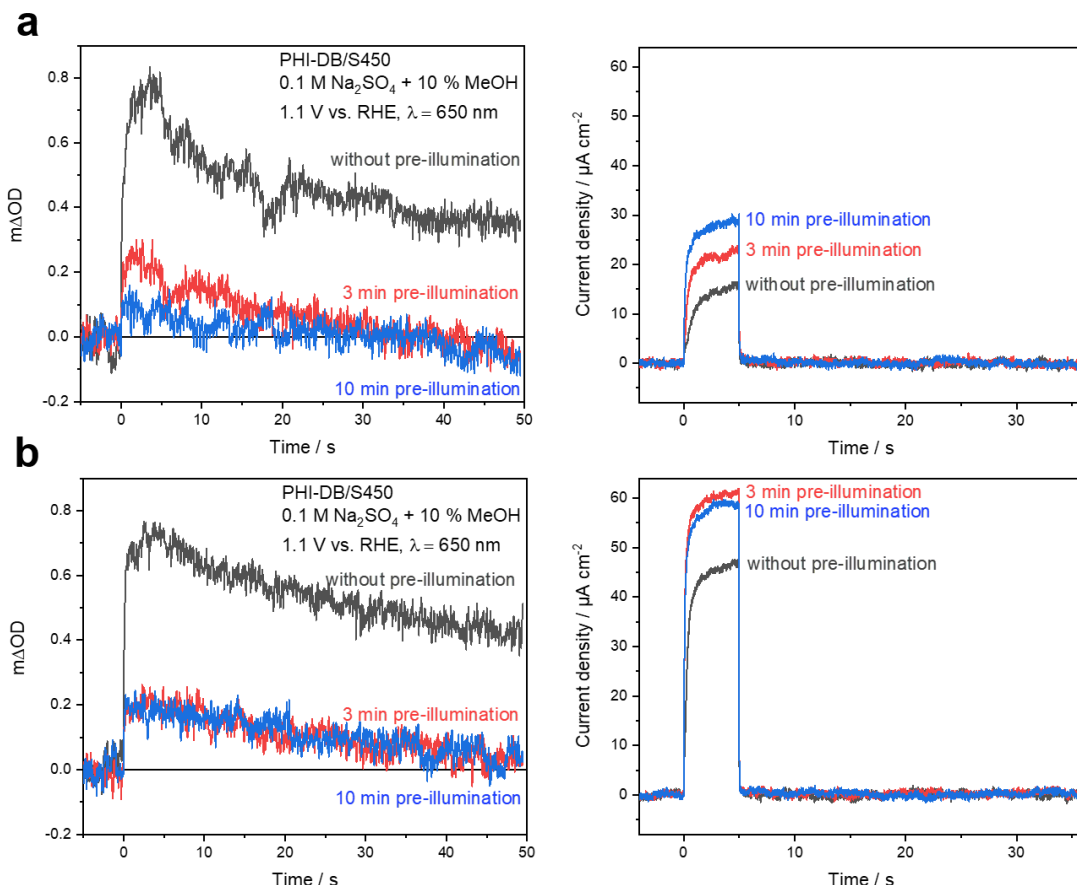 a
PHI-DB/S450
0.1 M Na₂SO₄ + 10 % MeOH
1.1 V vs. RHE, λ = 650 nm
without pre-illumination
3 min pre-illumination
10 min pre-illumination
mΔOD
0.8
0.6
0.4
0.2
0.0
-0.2
0 10 20 30 40 50
Time / s
Current density / µA cm⁻²
60
50
40
30
20
10
0
10 min pre-illumination
3 min pre-illumination
without pre-illumination
0 10 20 30
Time / s
b
PHI-DB/S450
0.1 M Na₂SO₄ + 10 % MeOH
1.1 V vs. RHE, λ = 650 nm
without pre-illumination
3 min pre-illumination
10 min pre-illumination
mΔOD
0.8
0.6
0.4
0.2
0.0
-0.2
0 10 20 30 40 50
Time / s
Current density / µA cm⁻²
60
50
40
30
20
10
0
3 min pre-illumination
10 min pre-illumination
without pre-illumination
0 10 20 30
Time / s